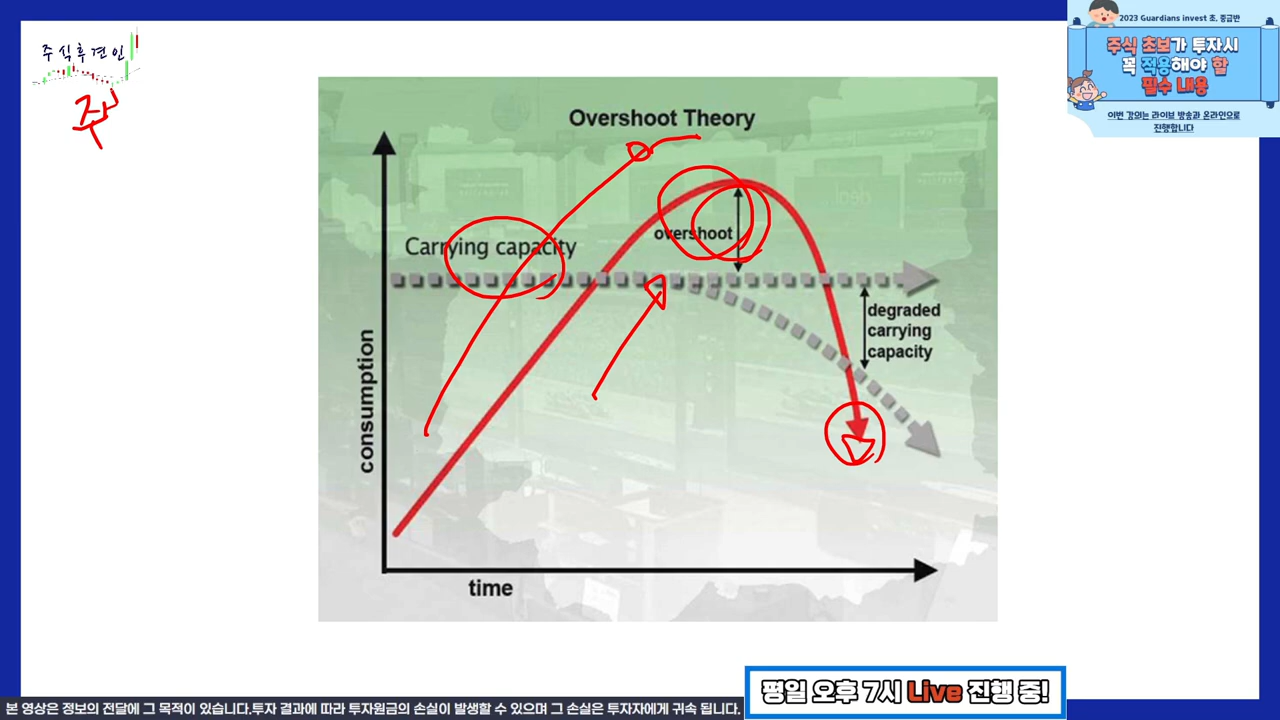 주식후견인
주
2023 Guardians invest 초, 중급반
주식 초보가 투자시
꼭 적용해야 할
필수 내용
이번 강의는 라이브 방송과 온라인으로
진행합니다
Overshoot Theory
Carrying capacity
overshoot
degraded
carrying
capacity
consumption
time
평일 오후 7시 Live 진행 중!
본 영상은 정보의 전달에 그 목적이 있습니다.투자 결과에 따라 투자원금의 손실이 발생할 수 있으며 그 손실은 투자자에게 귀속 됩니다.